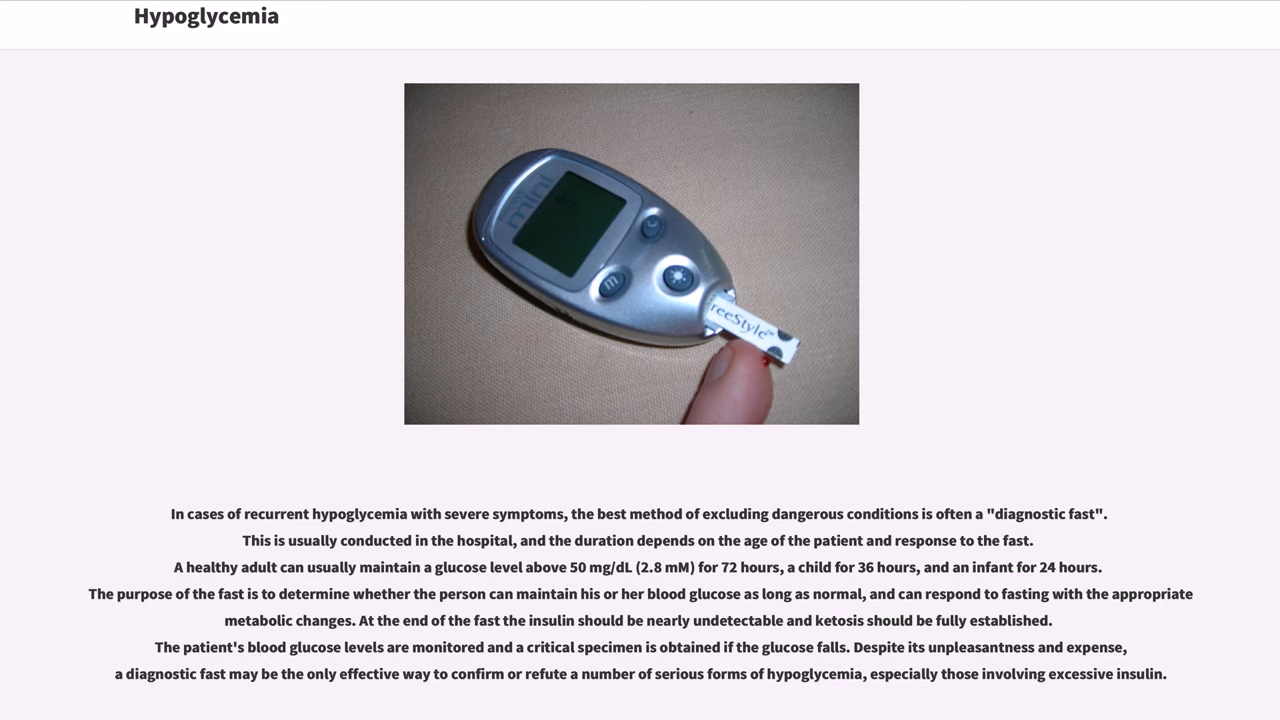 Hypoglycemia
mini
m
reeStyle
In cases of recurrent hypoglycemia with severe symptoms, the best method of excluding dangerous conditions is often a "diagnostic fast".
This is usually conducted in the hospital, and the duration depends on the age of the patient and response to the fast.
A healthy adult can usually maintain a glucose level above 50 mg/dL (2.8 mM) for 72 hours, a child for 36 hours, and an infant for 24 hours.
The purpose of the fast is to determine whether the person can maintain his or her blood glucose as long as normal, and can respond to fasting with the appropriate
metabolic changes. At the end of the fast the insulin should be nearly undetectable and ketosis should be fully established.
The patient's blood glucose levels are monitored and a critical specimen is obtained if the glucose falls. Despite its unpleasantness and expense,
a diagnostic fast may be the only effective way to confirm or refute a number of serious forms of hypoglycemia, especially those involving excessive insulin.